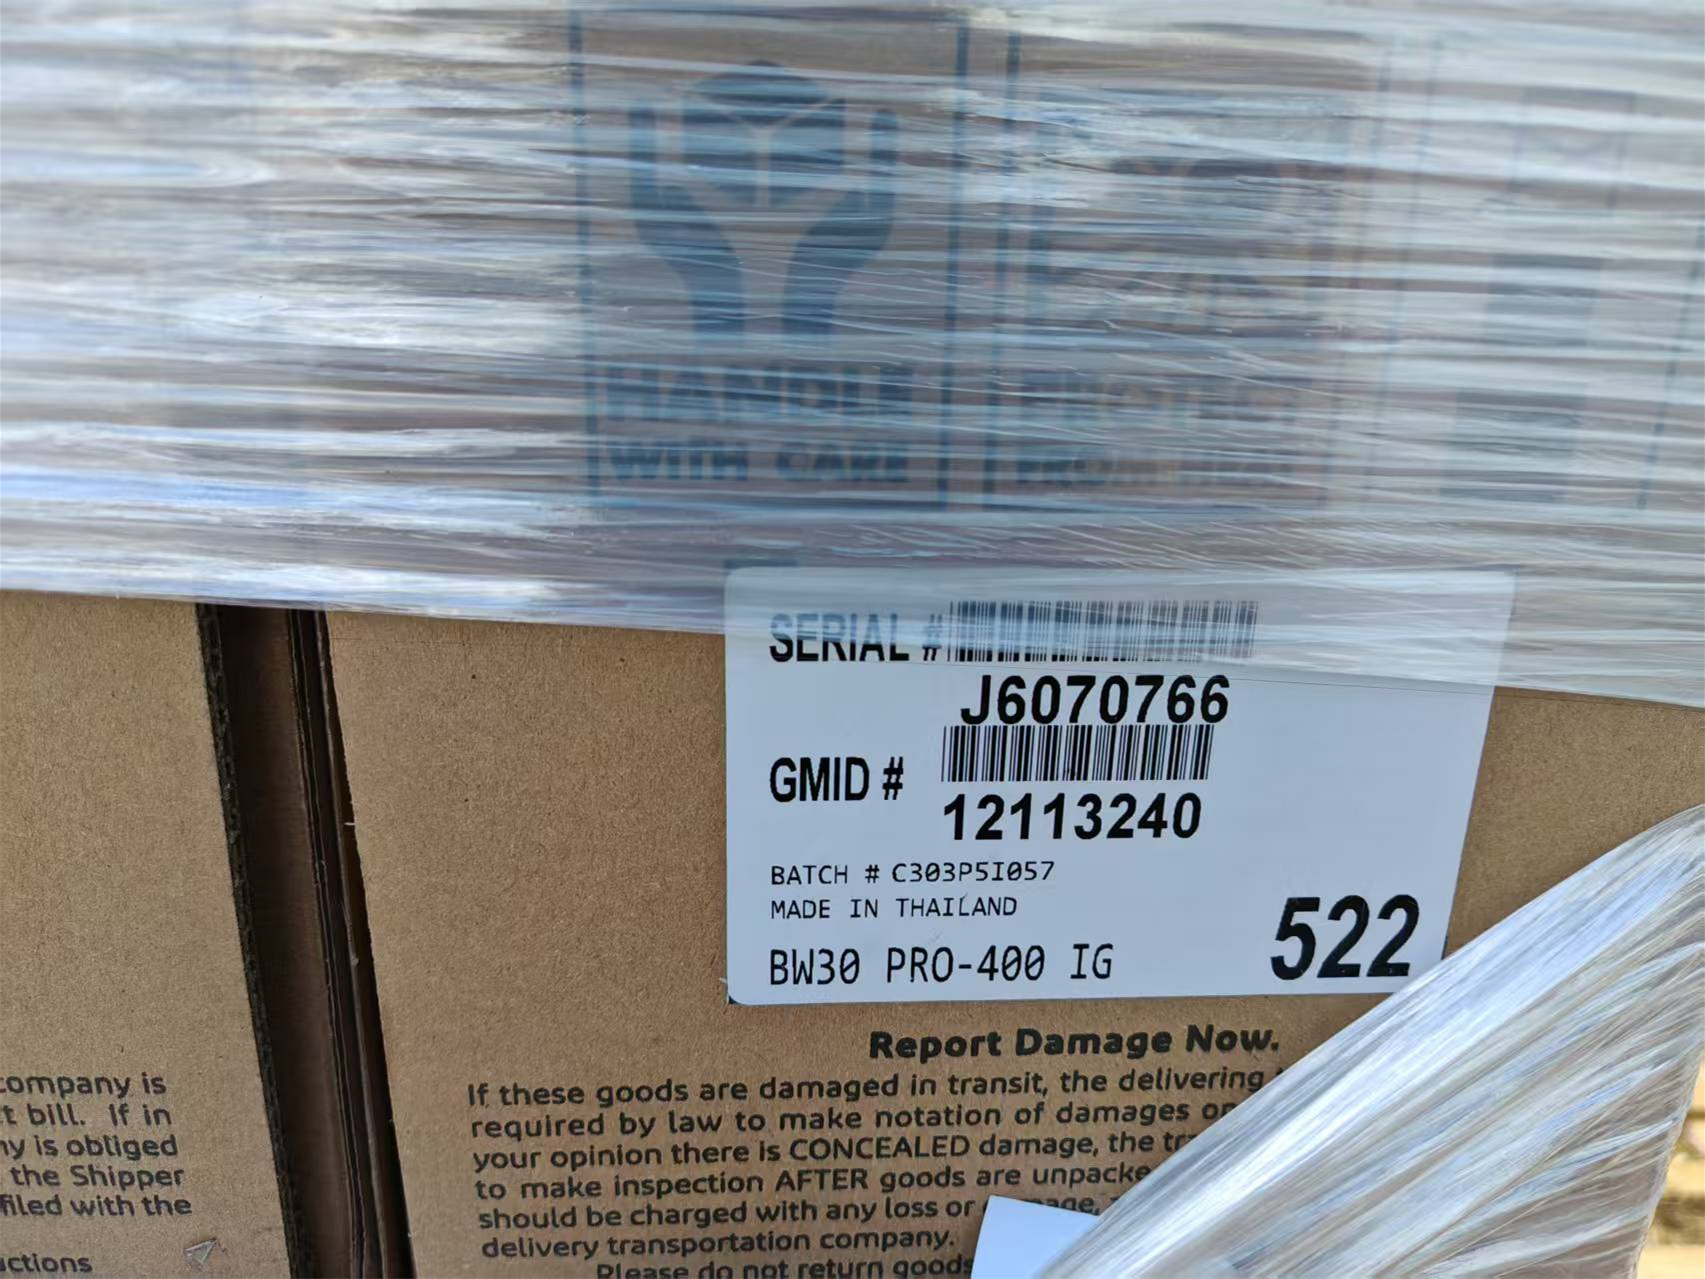 HANDLE
WITH CARE
PROTECT
FROM HEAT
SERIAL #
J6070766
GMID #
12113240
BATCH # C303P5I057
MADE IN THAILAND
BW30 PRO-400 IG
522
Report Damage Now.
If these goods are damaged in transit, the delivering
required by law to make notation of damages or
your opinion there is CONCEALED damage, the
to make inspection AFTER goods are
should be charged with any loss or
delivery transportation company.
Please do not return goods
company is
t bill. If in
ny is obliged
the Shipper
filed with the
uctions